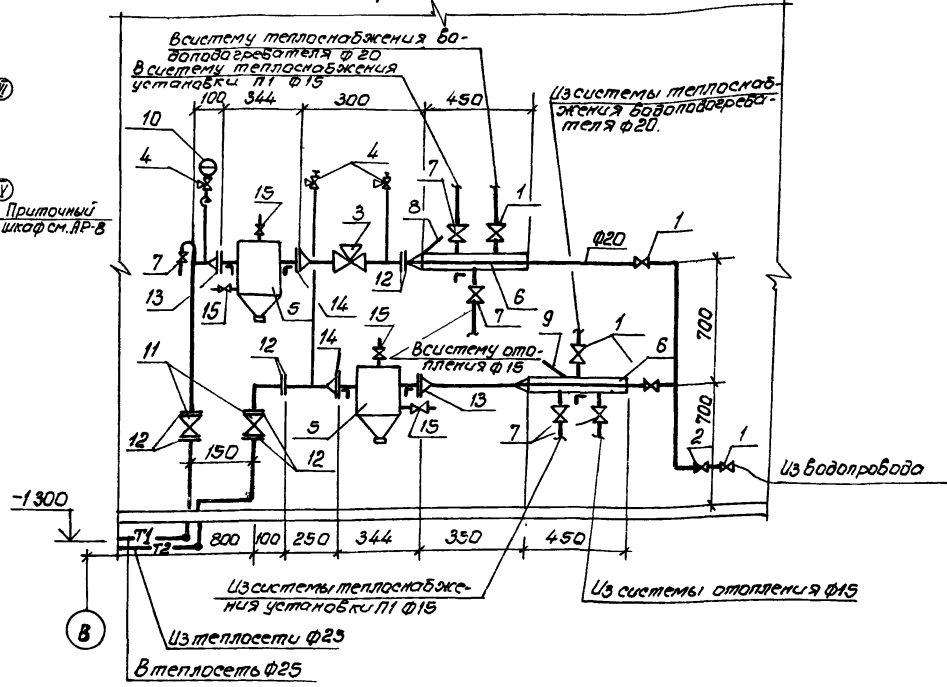 В систему теплоснабжения во-
доподогревателя ф 20
В систему теплоснабжения
установки П1 ф15
Из системы теплоснаб-
жения водоподогрева-
теля ф20.
100 344 300 450
10
4
15
4
3
7
8
1
V
Приточный
шкаф см. АР-8
7
13
15
5
14
12
6
7
ф20
1
15
9
1
6
700
В систему ото-
пления ф15
11
12
14
13
5
15
12
12
150
7
700
2
1
Из водопровода
-1300
Т1
Т2
800 100 250 344 350 450
Из системы теплоснабже-
ния установки П1 ф15
Из системы отопления ф15
В
Из теплосети ф25
В теплосеть ф25